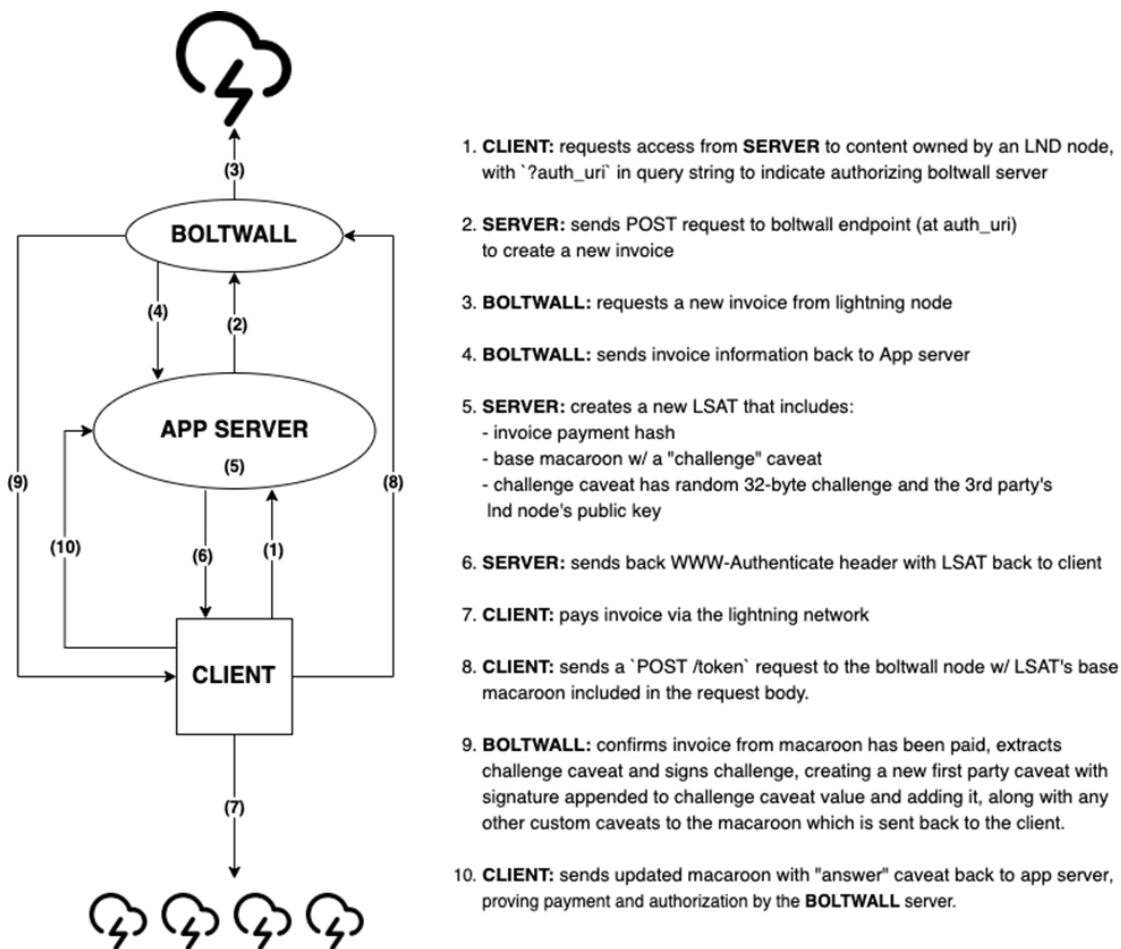 (3)
BOLTWALL
(4)
(2)
APP SERVER
(5)
(9)
(8)
(10)
(6)
(1)
CLIENT
(7)
1. CLIENT: requests access from SERVER to content owned by an LND node,
with `?auth_uri` in query string to indicate authorizing boltwall server
2. SERVER: sends POST request to boltwall endpoint (at auth_uri)
to create a new invoice
3. BOLTWALL: requests a new invoice from lightning node
4. BOLTWALL: sends invoice information back to App server
5. SERVER: creates a new LSAT that includes:
- invoice payment hash
- base macaroon w/ a "challenge" caveat
- challenge caveat has random 32-byte challenge and the 3rd party's
lnd node's public key
6. SERVER: sends back WWW-Authenticate header with LSAT back to client
7. CLIENT: pays invoice via the lightning network
8. CLIENT: sends a `POST /token` request to the boltwall node w/ LSAT's base
macaroon included in the request body.
9. BOLTWALL: confirms invoice from macaroon has been paid, extracts
challenge caveat and signs challenge, creating a new first party caveat with
signature appended to challenge caveat value and adding it, along with any
other custom caveats to the macaroon which is sent back to the client.
10. CLIENT: sends updated macaroon with "answer" caveat back to app server,
proving payment and authorization by the BOLTWALL server.